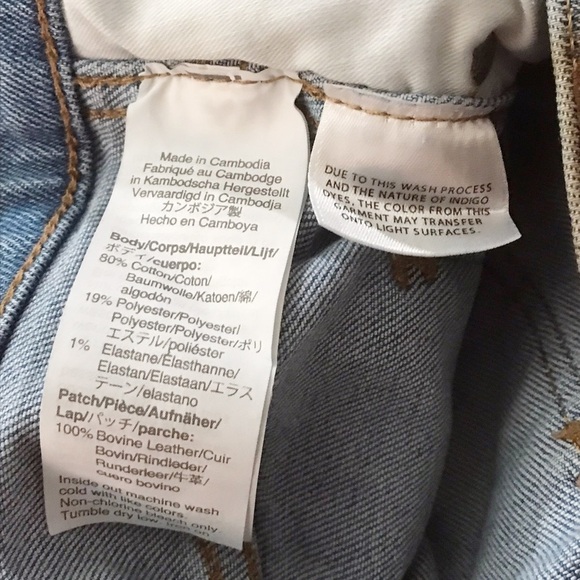 Made in Cambodia
Fabriqué au Cambodge
in Kambodscha Hergestellt
Vervaardigd in Cambodja
カンボジア製
Hecho en Camboya
Body/Corps/Hauptteil/Lijf/
ボディ/cuerpo:
80% Cotton/Coton/
Baumwolle/Katoen/綿/
algodón
19% Polyester/Polyester/
Polyester/Polyester/ポリ
エステル/poliéster
1% Elastane/Élasthanne/
Elastan/Elastaan/エラス
テーン/elastano
Patch/Pièce/Aufnäher/
Lap/パッチ/parche:
100% Bovine Leather/Cuir
Bovin/Rindleder/
Runderleer/牛革/
cuero bovino
Inside out machine wash
cold with like colors.
Non-chlorine bleach only
Tumble dry low Iron on
DUE TO THIS WASH PROCESS
AND THE NATURE OF INDIGO
DYES, THE COLOR FROM THIS
GARMENT MAY TRANSFER
ONTO LIGHT SURFACES.